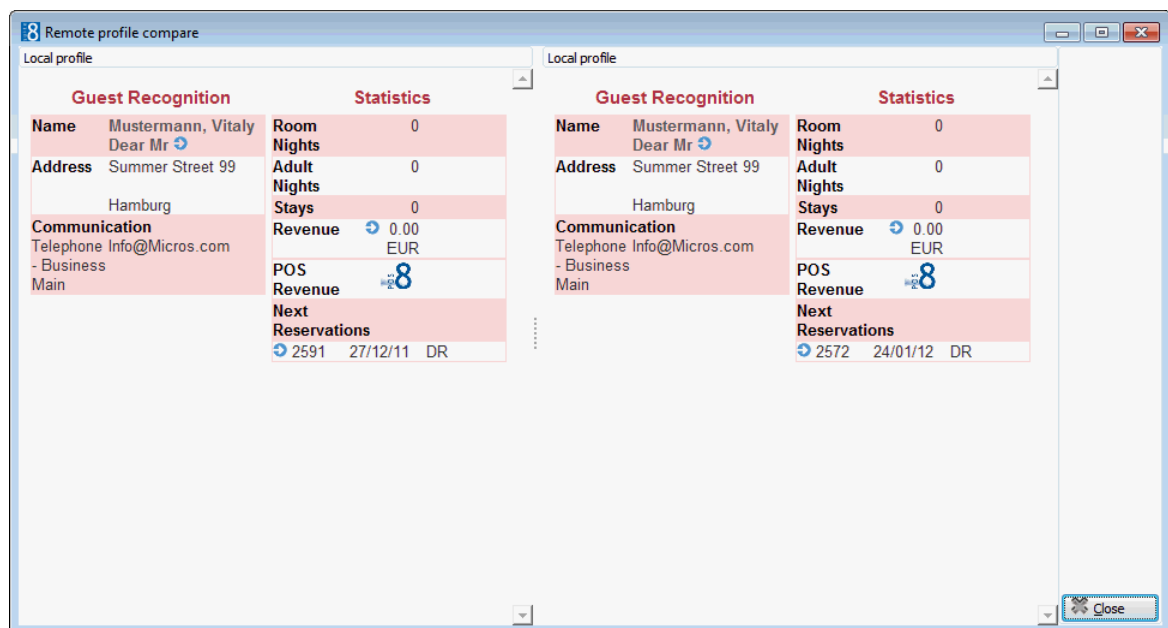 8 Remote profile compare
Local profile
Guest Recognition Statistics
Name Mustermann, Vitaly Room 0
Dear Mr Nights
Address Summer Street 99 Adult 0
Nights
Hamburg Stays 0
Communication Revenue 0.00
Telephone Info@Micros.com EUR
- Business POS 8
Main Revenue
Next
Reservations
2591 27/12/11 DR
Local profile
Guest Recognition Statistics
Name Mustermann, Vitaly Room 0
Dear Mr Nights
Address Summer Street 99 Adult 0
Nights
Hamburg Stays 0
Communication Revenue 0.00
Telephone Info@Micros.com EUR
- Business POS 8
Main Revenue
Next
Reservations
2572 24/01/12 DR
Close